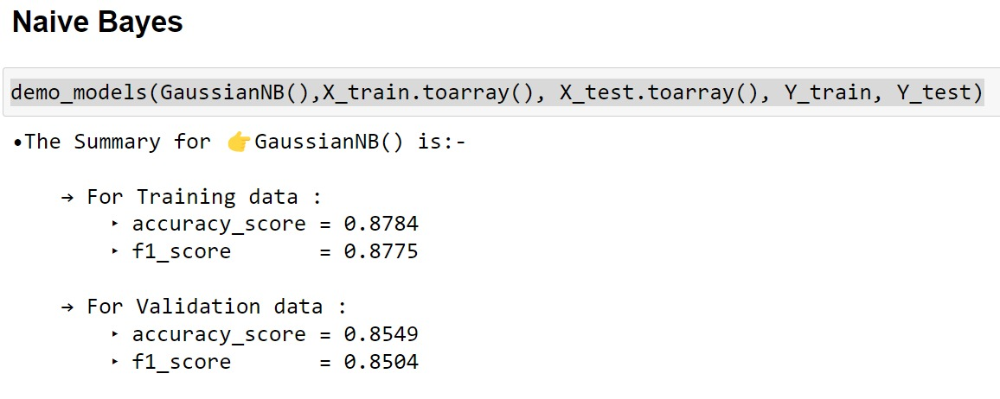 Naive Bayes
demo_models(GaussianNB(),X_train.toarray(), X_test.toarray(), Y_train, Y_test)
•The Summary for 👉GaussianNB() is:-
→ For Training data :
‣ accuracy_score = 0.8784
‣ f1_score = 0.8775
→ For Validation data :
‣ accuracy_score = 0.8549
‣ f1_score = 0.8504